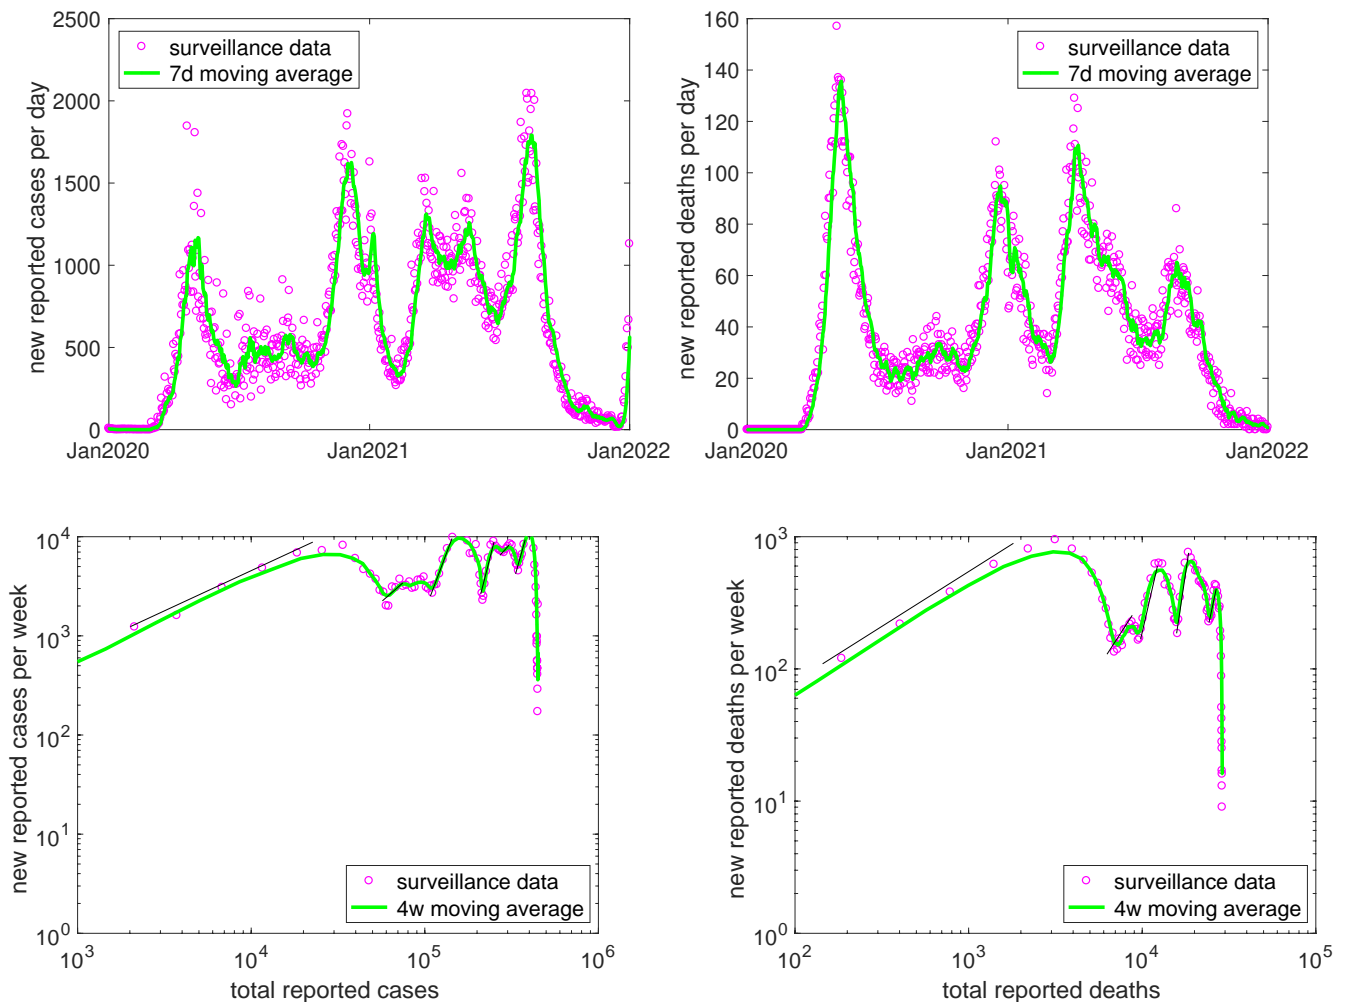 2500
2000
1500
1000
500
0
new reported cases per day
surveillance data
7d moving average
Jan2020
Jan2021
Jan2022
160
140
120
100
80
60
40
20
0
new reported deaths per day
surveillance data
7d moving average
Jan2020
Jan2021
Jan2022
10^4
10^3
10^2
10^1
10^0
new reported cases per week
surveillance data
4w moving average
10^3
10^4
10^5
10^6
total reported cases
10^3
10^2
10^1
10^0
new reported deaths per week
surveillance data
4w moving average
10^2
10^3
10^4
10^5
total reported deaths